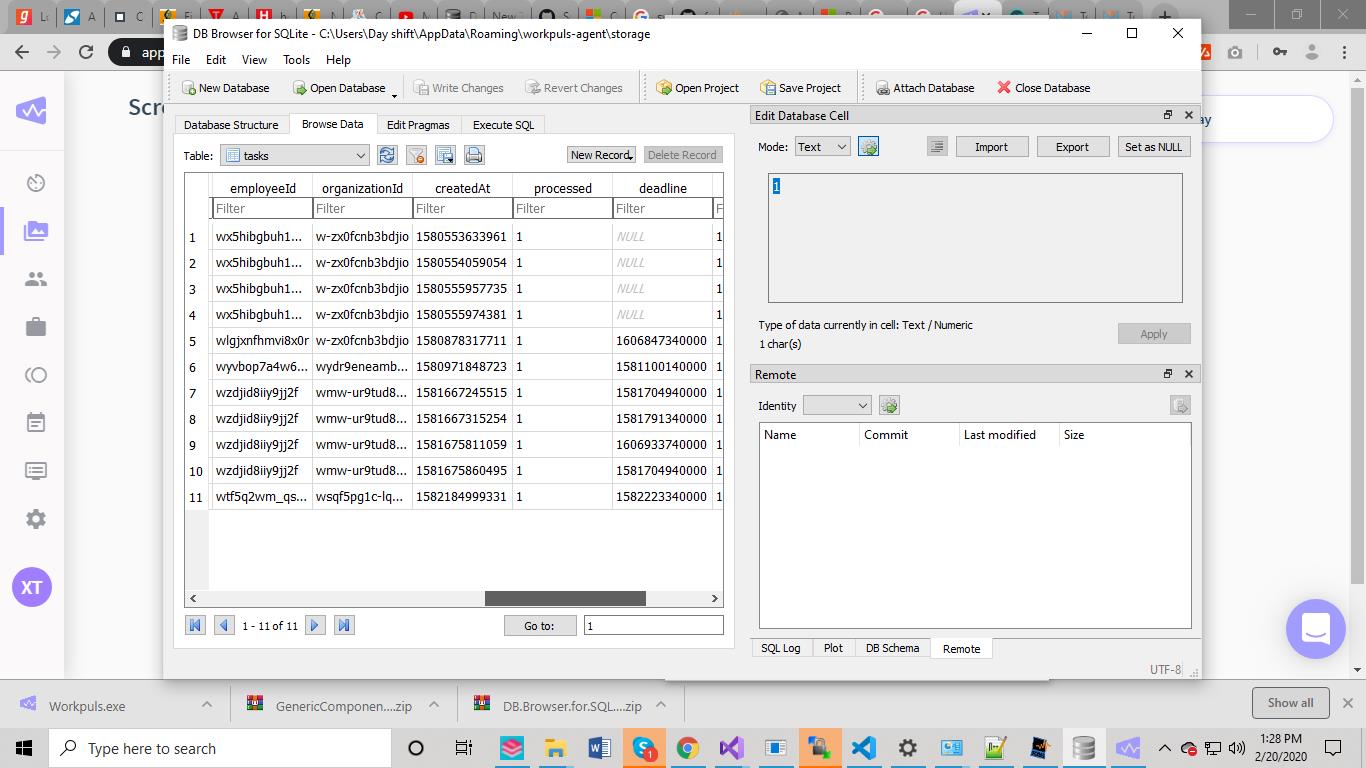 DB Browser for SQLite - C:\Users\Day shift\AppData\Roaming\workpuls-agent\storage
File Edit View Tools Help
New Database Open Database Write Changes Revert Changes Open Project Save Project Attach Database Close Database
Database Structure Browse Data Edit Pragmas Execute SQL
Table: tasks New Record Delete Record
employeeId organizationId createdAt processed deadline
Filter Filter Filter Filter Filter F
1 wx5hibgbuh1... w-zx0fcnb3bdjio 1580553633961 1 NULL 1
2 wx5hibgbuh1... w-zx0fcnb3bdjio 1580554059054 1 NULL 1
3 wx5hibgbuh1... w-zx0fcnb3bdjio 1580555957735 1 NULL 1
4 wx5hibgbuh1... w-zx0fcnb3bdjio 1580555974381 1 NULL 1
5 wlgjxnfhmvi8x0r w-zx0fcnb3bdjio 1580878317711 1 1606847340000 1
6 wyvbop7a4w6... wydr9eneamb... 1580971848723 1 1581100140000 1
7 wzdjid8iiy9jj2f wmw-ur9tud8... 1581667245515 1 1581704940000 1
8 wzdjid8iiy9jj2f wmw-ur9tud8... 1581667315254 1 1581791340000 1
9 wzdjid8iiy9jj2f wmw-ur9tud8... 1581675811059 1 1606933740000 1
10 wzdjid8iiy9jj2f wmw-ur9tud8... 1581675860495 1 1581704940000 1
11 wtf5q2wm_qs... wsqf5pg1c-lq... 1582184999331 1 1582223340000 1
1 - 11 of 11 Go to: 1
Edit Database Cell
Mode: Text Import Export Set as NULL
1
Type of data currently in cell: Text / Numeric
1 char(s)
Apply
Remote
Identity
Name Commit Last modified Size
SQL Log Plot DB Schema Remote
UTF-8
app
Scr
ay
XT
Workpuls.exe GenericComponen....zip DB.Browser.for.SQL....zip Show all
Type here to search
1
1:28 PM
2/20/2020